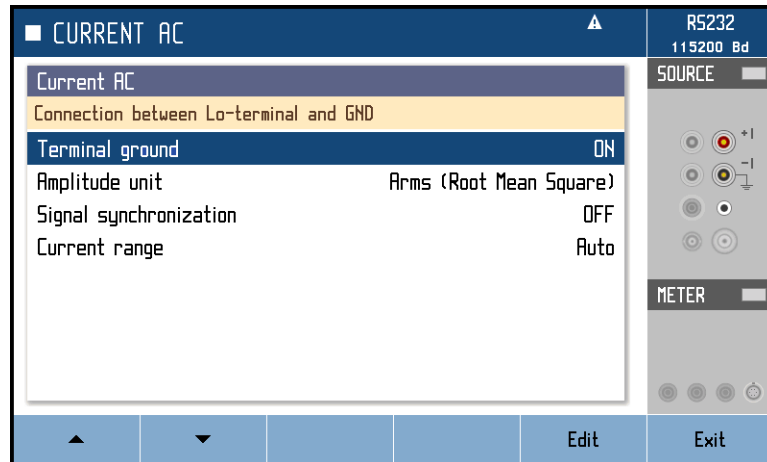 CURRENT AC
RS232
115200 Bd
Current AC
Connection between Lo-terminal and GND
Terminal ground ON
Amplitude unit Arms (Root Mean Square)
Signal synchronization OFF
Current range Auto
SOURCE
+I
-I
METER
Edit
Exit